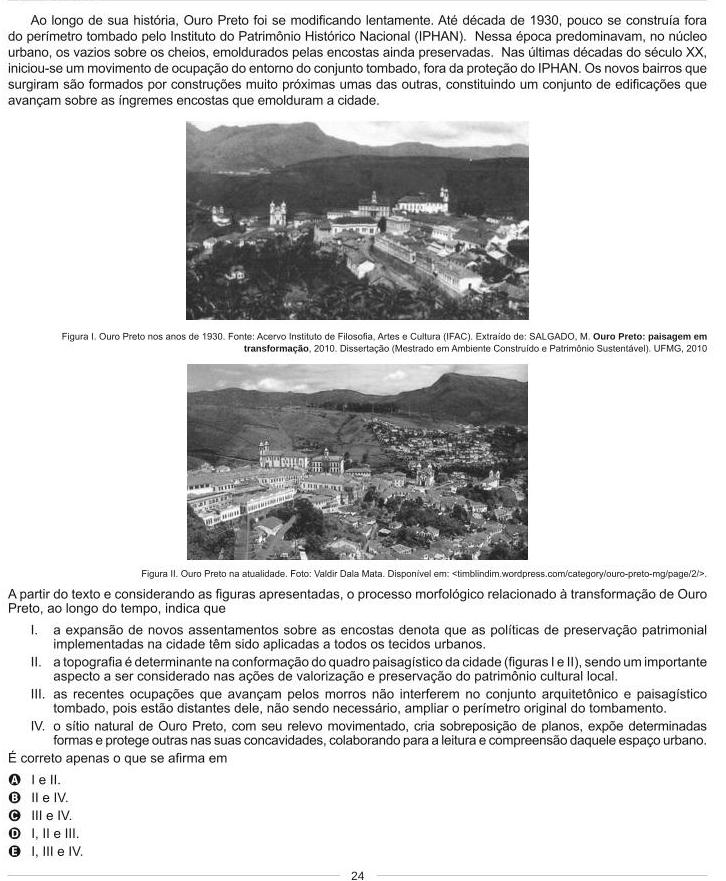 Ao longo de sua história, Ouro Preto foi se modificando lentamente. Até década de 1930, pouco se construía fora
do perímetro tombado pelo Instituto do Patrimônio Histórico Nacional (IPHAN). Nessa época predominavam, no núcleo
urbano, os vazios sobre os cheios, emoldurados pelas encostas ainda preservadas. Nas últimas décadas do século XX,
iniciou-se um movimento de ocupação do entorno do conjunto tombado, fora da proteção do IPHAN. Os novos bairros que
surgiram são formados por construções muito próximas umas das outras, constituindo um conjunto de edificações que
avançam sobre as íngremes encostas que emolduram a cidade.
Figura I. Ouro Preto nos anos de 1930. Fonte: Acervo Instituto de Filosofia, Artes e Cultura (IFAC). Extraído de: SALGADO, M. Ouro Preto: paisagem em
transformação, 2010. Dissertação (Mestrado em Ambiente Construído e Patrimônio Sustentável). UFMG, 2010
Figura II. Ouro Preto na atualidade. Foto: Valdir Dala Mata. Disponível em: <timblindim.wordpress.com/category/ouro-preto-mg/page/2/>.
A partir do texto e considerando as figuras apresentadas, o processo morfológico relacionado à transformação de Ouro
Preto, ao longo do tempo, indica que
I. a expansão de novos assentamentos sobre as encostas denota que as políticas de preservação patrimonial
implementadas na cidade têm sido aplicadas a todos os tecidos urbanos.
II. a topografia é determinante na conformação do quadro paisagístico da cidade (figuras I e II), sendo um importante
aspecto a ser considerado nas ações de valorização e preservação do patrimônio cultural local.
III. as recentes ocupações que avançam pelos morros não interferem no conjunto arquitetônico e paisagístico
tombado, pois estão distantes dele, não sendo necessário, ampliar o perímetro original do tombamento.
IV. o sítio natural de Ouro Preto, com seu relevo movimentado, cria sobreposição de planos, expõe determinadas
formas e protege outras nas suas concavidades, colaborando para a leitura e compreensão daquele espaço urbano.
É correto apenas o que se afirma em
A I e II.
B II e IV.
C III e IV.
D I, II e III.
E I, III e IV.
24